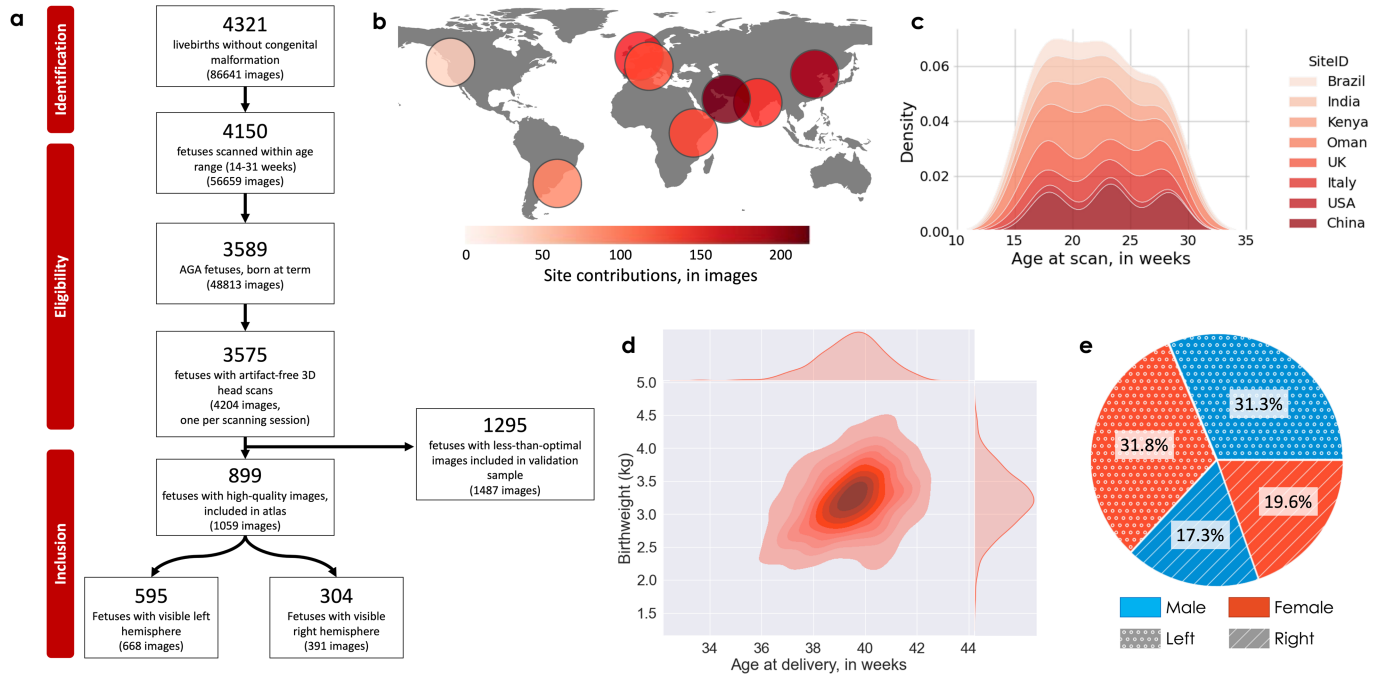 a
Identification
Eligibility
Inclusion
4321
livebirths without congenital
malformation
(86641 images)
4150
fetuses scanned within age
range (14-31 weeks)
(56659 images)
3589
AGA fetuses, born at term
(48813 images)
3575
fetuses with artifact-free 3D
head scans
(4204 images,
one per scanning session)
1295
fetuses with less-than-optimal
images included in validation
sample
(1487 images)
899
fetuses with high-quality images,
included in atlas
(1059 images)
595
Fetuses with visible left
hemisphere
(668 images)
304
Fetuses with visible
right hemisphere
(391 images)
b
0 50 100 150 200
Site contributions, in images
c
Density
0.06
0.04
0.02
0.00
10 15 20 25 30 35
Age at scan, in weeks
SiteID
Brazil
India
Kenya
Oman
UK
Italy
USA
China
d
Birthweight (kg)
5.0
4.5
4.0
3.5
3.0
2.5
2.0
1.5
34 36 38 40 42 44
Age at delivery, in weeks
e
31.3%
31.8%
19.6%
17.3%
Male Female
Left Right